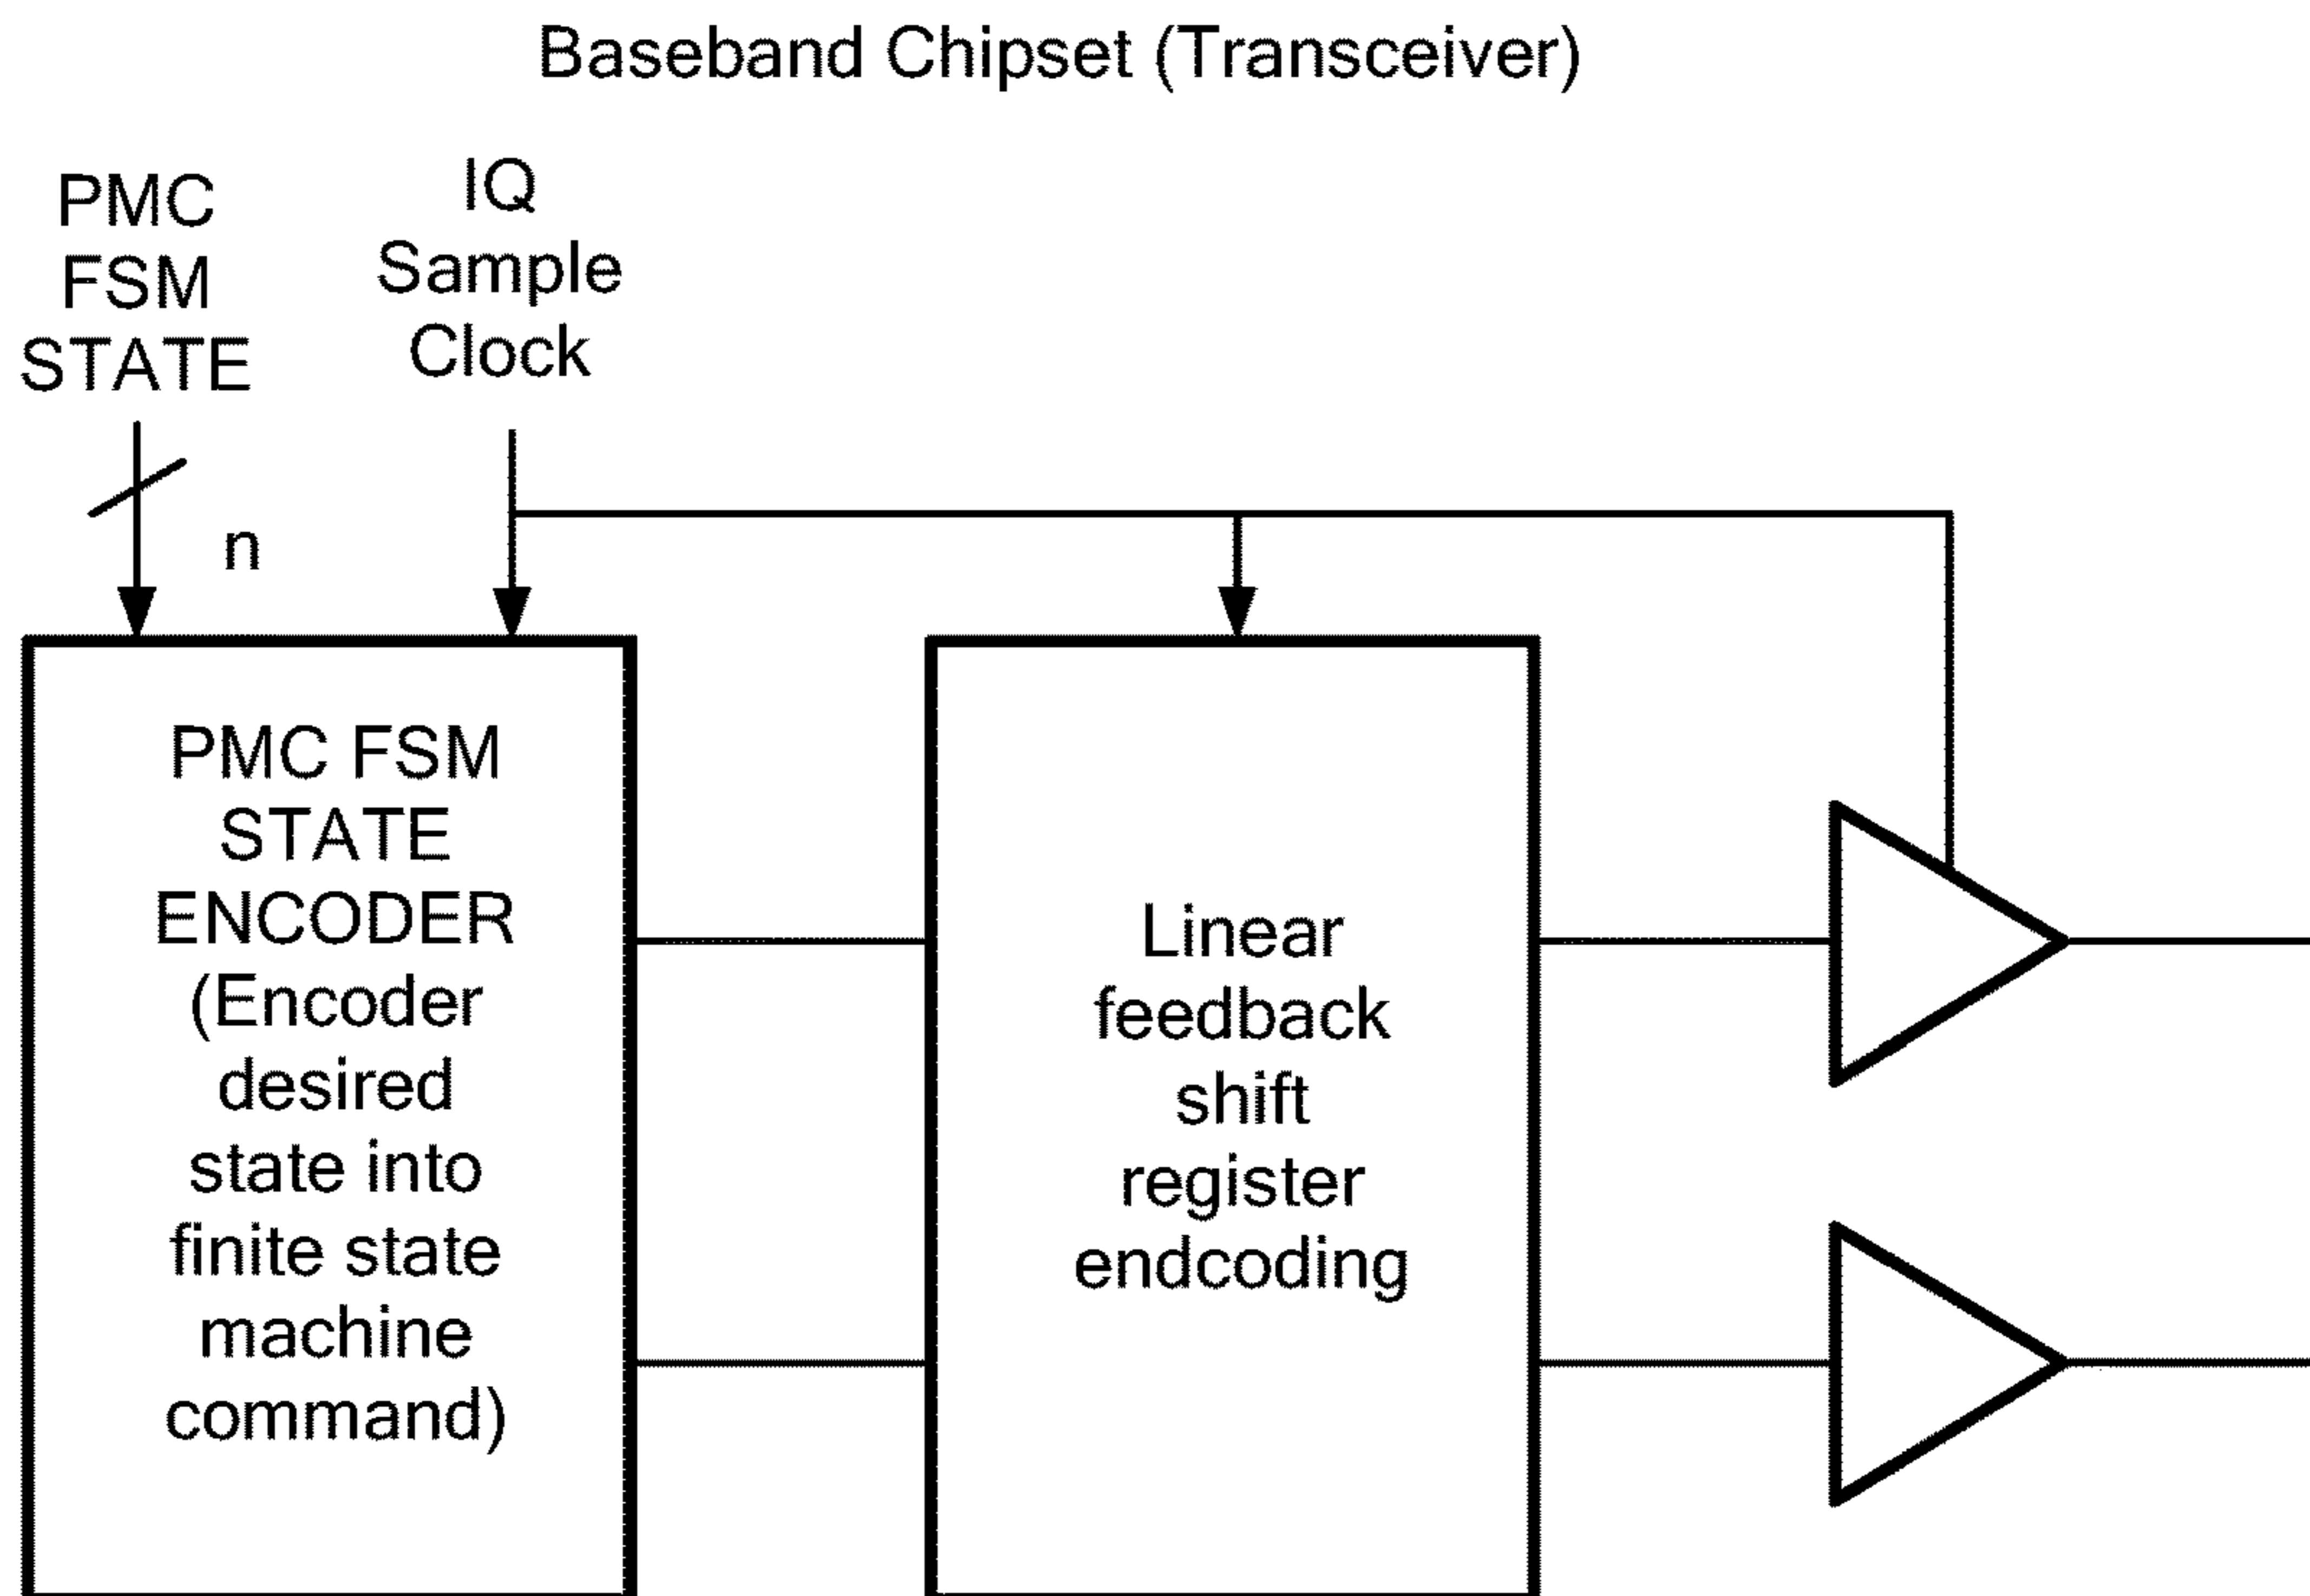 Baseband Chipset (Transceiver)
PMC
FSM
STATE
IQ
Sample
Clock
n
PMC FSM
STATE
ENCODER
(Encoder
desired
state into
finite state
machine
command)
Linear
feedback
shift
register
endcoding